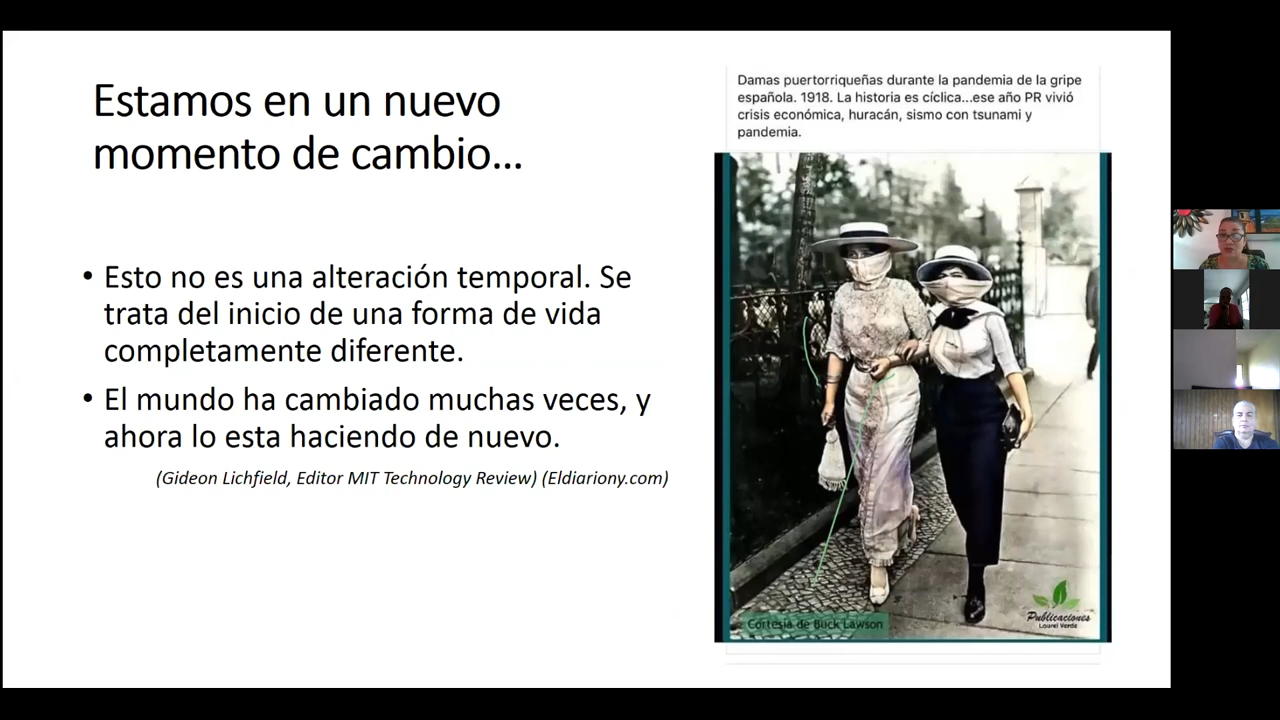 Estamos en un nuevo
momento de cambio...
• Esto no es una alteración temporal. Se
trata del inicio de una forma de vida
completamente diferente.
• El mundo ha cambiado muchas veces, y
ahora lo esta haciendo de nuevo.
(Gideon Lichfield, Editor MIT Technology Review) (Eldiariony.com)
Damas puertorriqueñas durante la pandemia de la gripe
española. 1918. La historia es cíclica...ese año PR vivió
crisis económica, huracán, sismo con tsunami y
pandemia.
Cortesía de Buck Lawson
Publicaciones
Laurel Verde